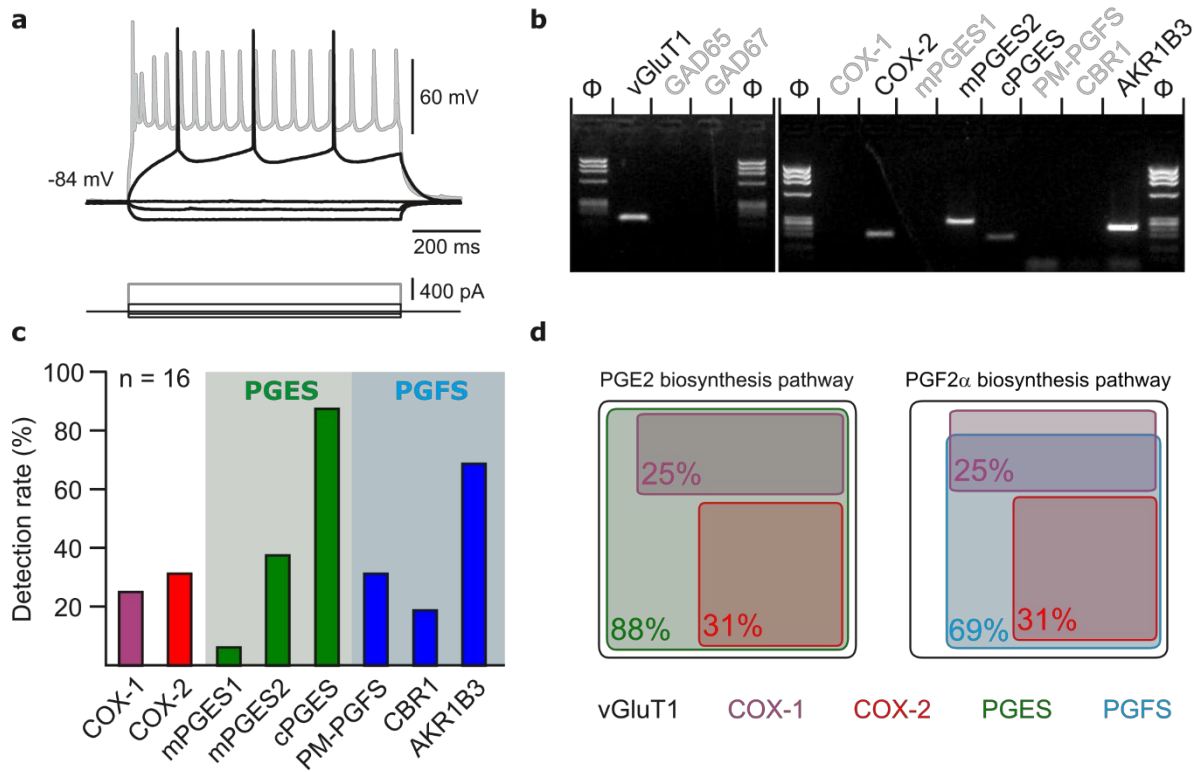 a
60 mV
-84 mV
200 ms
400 pA
b
Φ vGluT1 GAD65 GAD67 Φ
Φ COX-1 COX-2 mPGES1 mPGES2 cPGES PM-PGFS CBR1 AKR1B3 Φ
c
Detection rate (%)
100
80
60
40
20
n = 16
PGES PGFS
COX-1 COX-2 mPGES1 mPGES2 cPGES PM-PGFS CBR1 AKR1B3
d
PGE2 biosynthesis pathway
25%
88% 31%
PGF2α biosynthesis pathway
25%
69% 31%
vGluT1 COX-1 COX-2 PGES PGFS